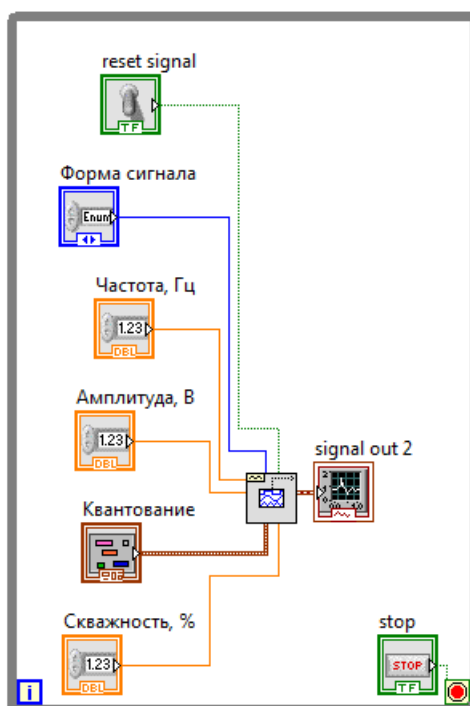 reset signal
TF
Форма сигнала
Enum
Частота, Гц
1.23
DBL
Амплитуда, В
1.23
DBL
signal out 2
Квантование
Скважность, %
1.23
DBL
stop
STOP
TF
i